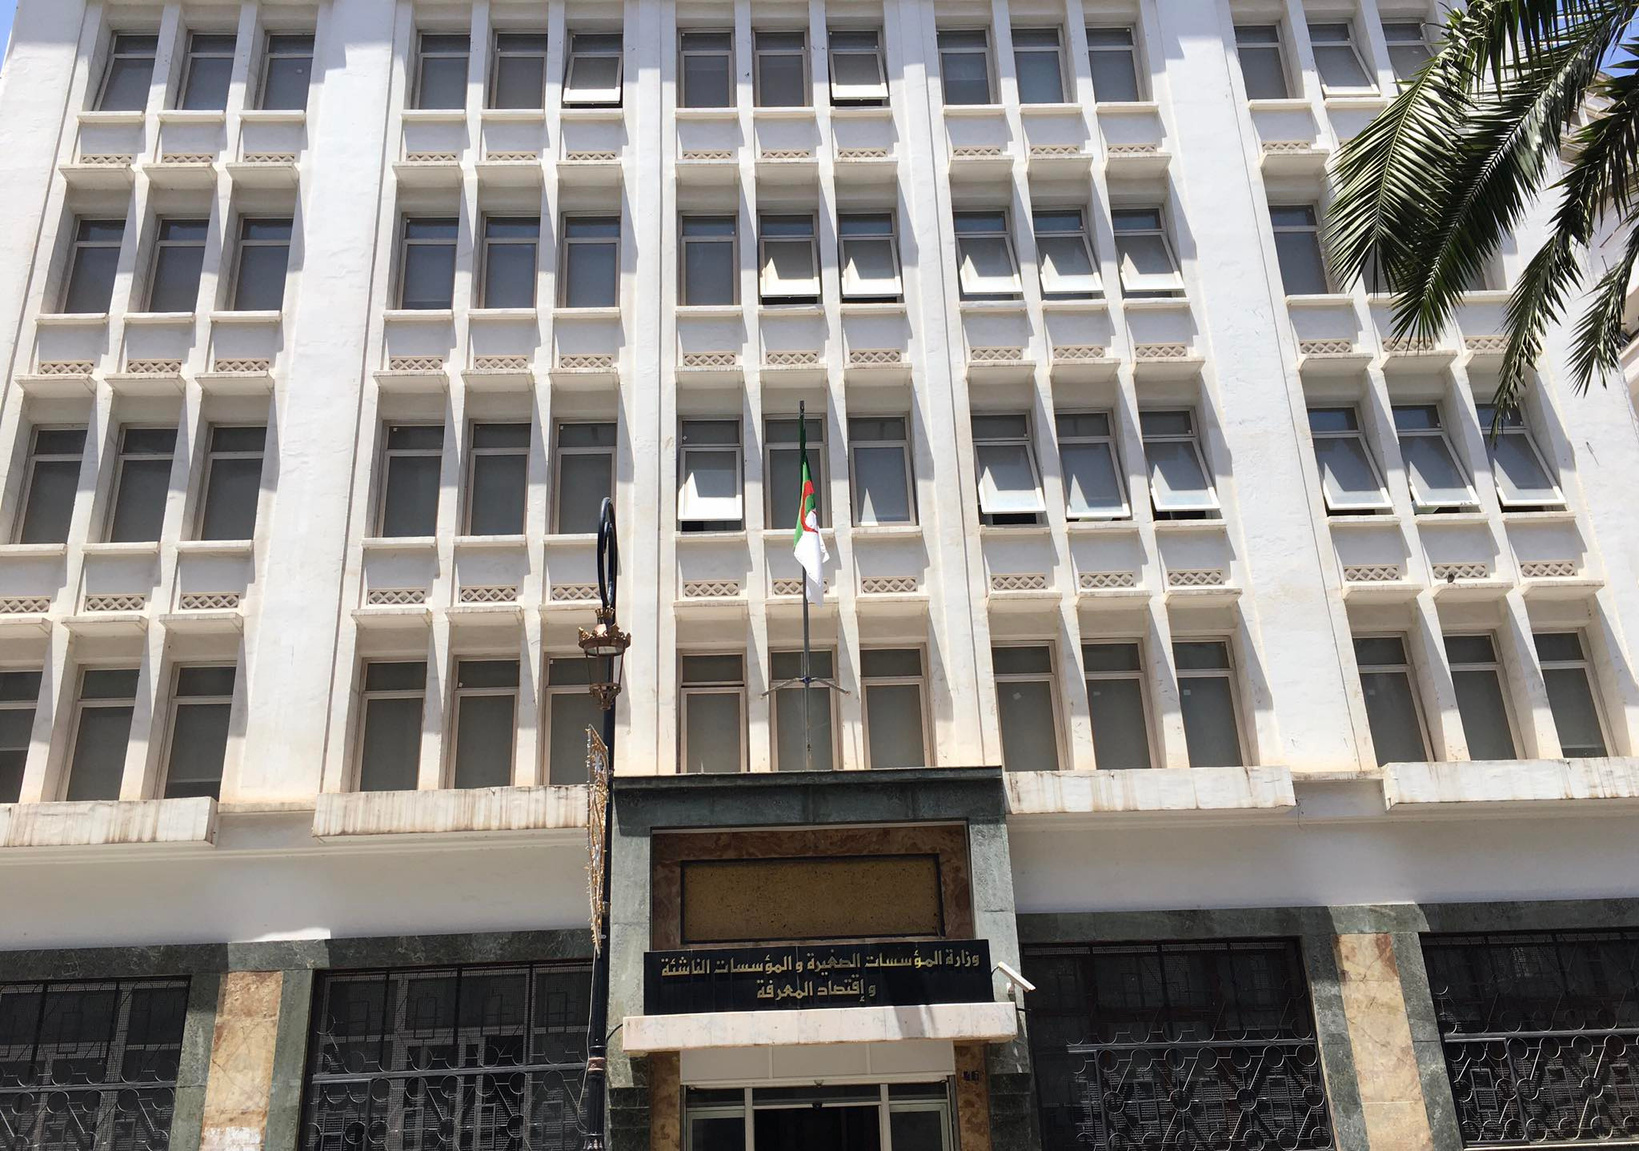 وزارة المؤسسات الصغيرة و المؤسسات الناشئة
و إقتصاد المعرفة